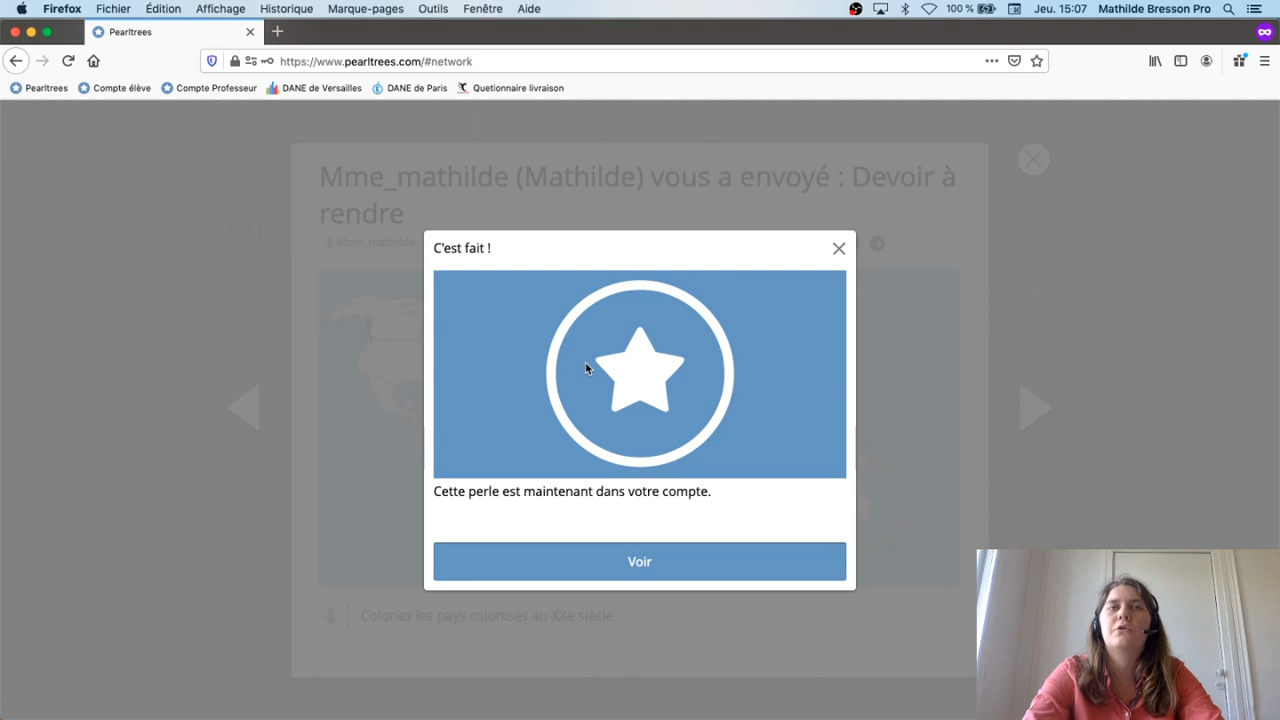 Firefox Fichier Édition Affichage Historique Marque-pages Outils Fenêtre Aide 100 % Jeu. 15:07 Mathilde Bresson Pro
Pearltrees
https://www.pearltrees.com/#network
Pearltrees Compte élève Compte Professeur DANE de Versailles DANE de Paris Quetionnaire livraison
Mme_mathilde (Mathilde) vous a envoyé : Devoir à
rendre
Mon
Mme_mathilde
C'est fait !
Cette perle est maintenant dans votre compte.
Voir
Coloriez les pays colonisés au XXe siècle